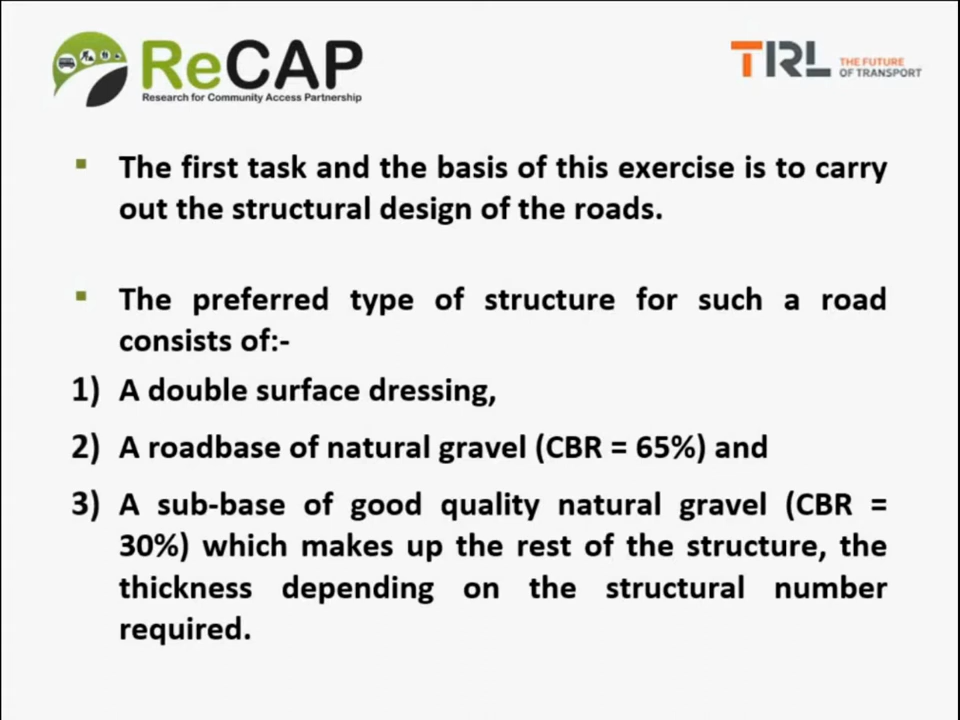 ReCAP
Research for Community Access Partnership
TRL THE FUTURE
OF TRANSPORT
▪ The first task and the basis of this exercise is to carry
out the structural design of the roads.
▪ The preferred type of structure for such a road
consists of:-
1) A double surface dressing,
2) A roadbase of natural gravel (CBR = 65%) and
3) A sub-base of good quality natural gravel (CBR =
30%) which makes up the rest of the structure, the
thickness depending on the structural number
required.